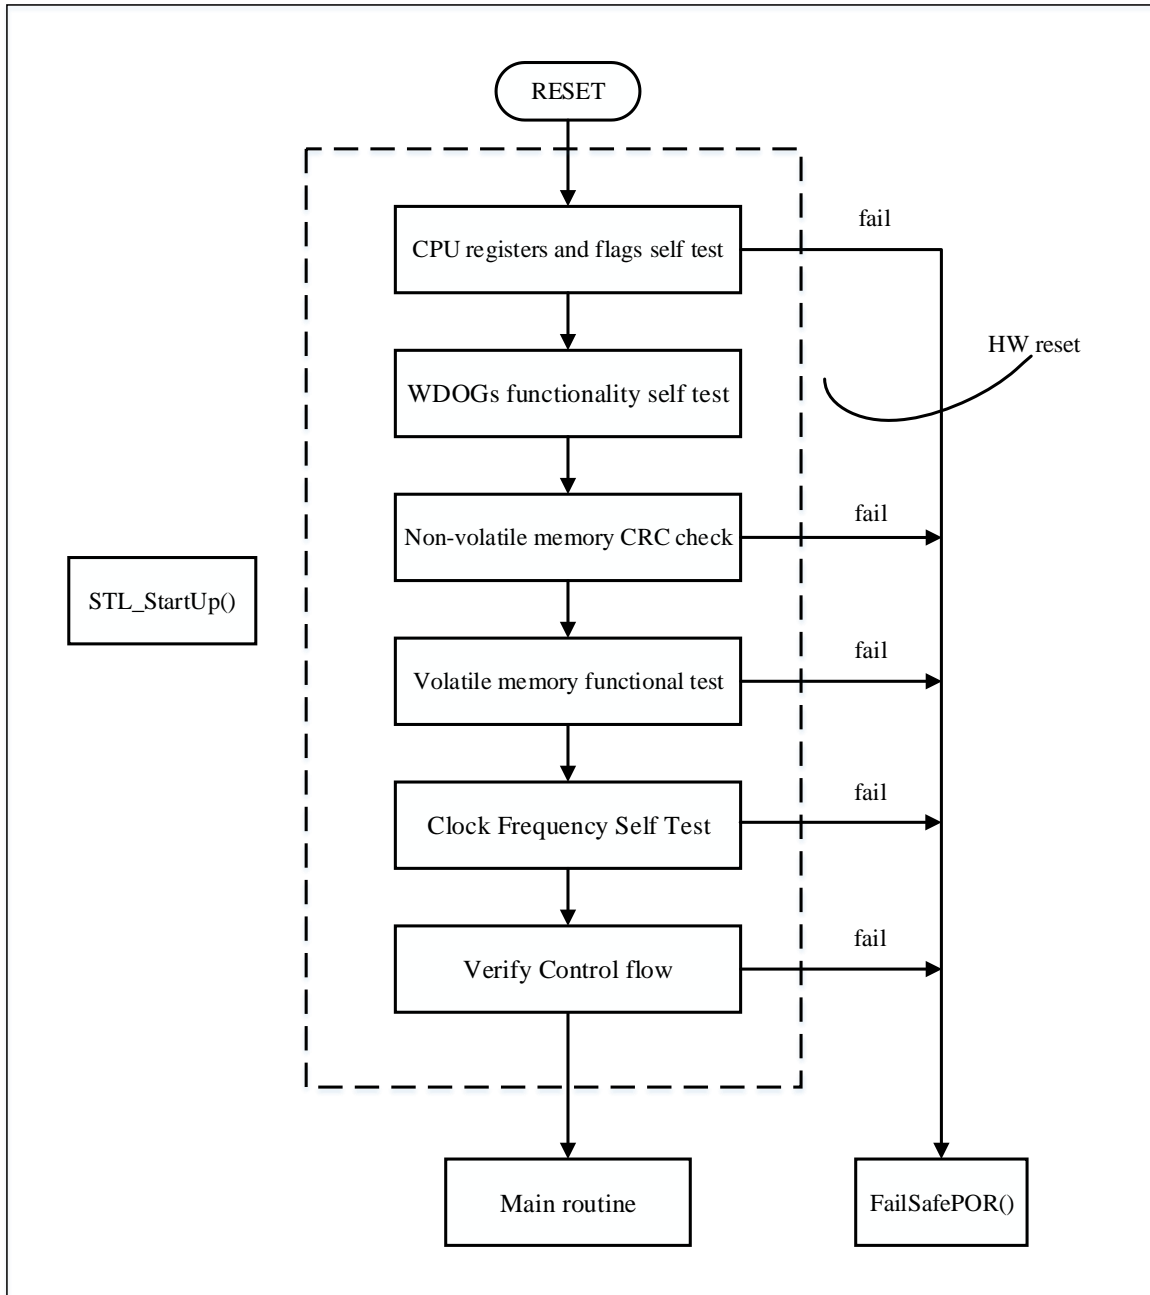 RESET
fail
CPU registers and flags self test
HW reset
WDOGs functionality self test
fail
Non-volatile memory CRC check
STL_StartUp()
fail
Volatile memory functional test
fail
Clock Frequency Self Test
fail
Verify Control flow
Main routine
FailSafePOR()